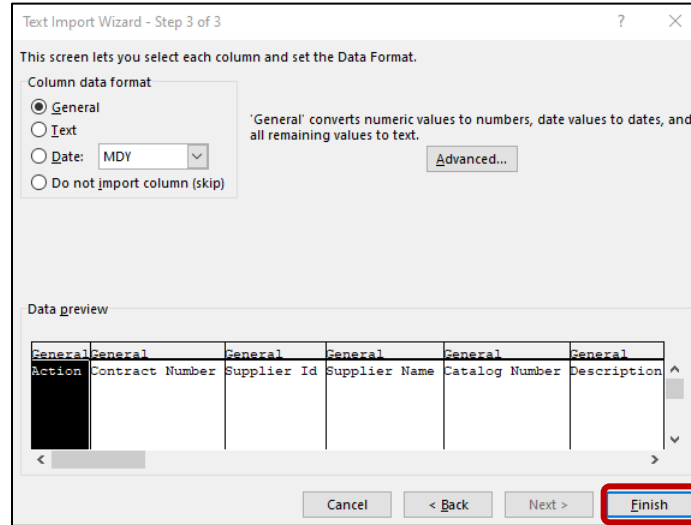 Text Import Wizard - Step 3 of 3
This screen lets you select each column and set the Data Format.
Column data format
General
Text
Date: MDY
Do not import column (skip)
'General' converts numeric values to numbers, date values to dates, and
all remaining values to text.
Advanced...
Data preview
General General General General General General
Action Contract Number Supplier Id Supplier Name Catalog Number Description
Cancel < Back Next > Finish